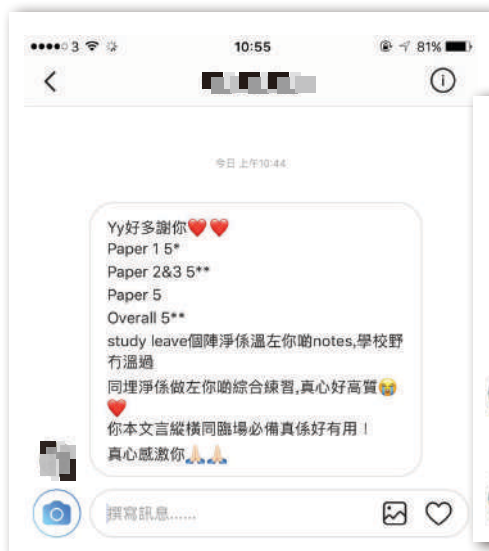 3
10:55
81%
今日 上午10:44
Yy好多謝你❤️❤️
Paper 1 5*
Paper 2&3 5**
Paper 5
Overall 5**
study leave個陣淨係溫左你啲notes,學校野
冇溫過
同埋淨係做左你啲綜合練習,真心好高質😭
❤️
你本文言縱橫同臨場必備真係好有用！
真心感激你🙏🏻🙏🏻
撰寫訊息......